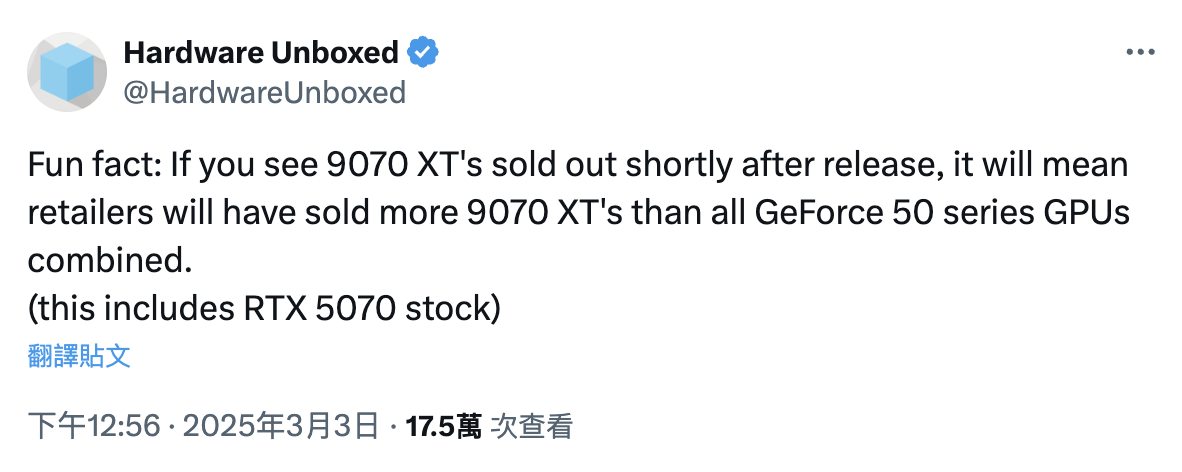 Hardware Unboxed
@HardwareUnboxed
Fun fact: If you see 9070 XT's sold out shortly after release, it will mean
retailers will have sold more 9070 XT's than all GeForce 50 series GPUs
combined.
(this includes RTX 5070 stock)
翻譯貼文
下午12:56 · 2025年3月3日 · 17.5萬 次查看